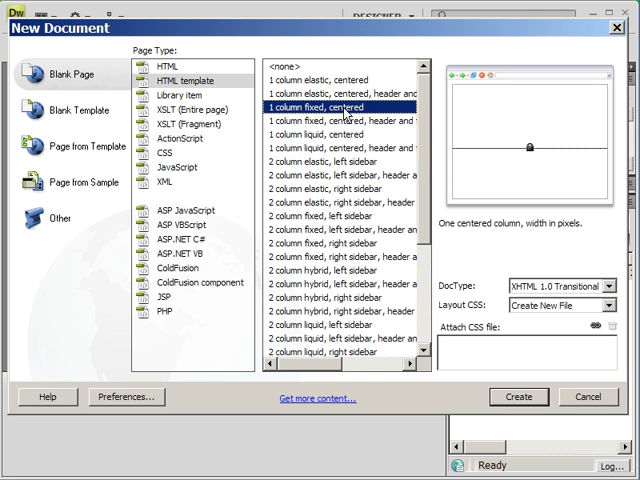 Dw
DESIGNER
New Document
Page Type:
Blank Page
Blank Template
Page from Template
Page from Sample
Other
HTML
HTML template
Library item
XSLT (Entire page)
XSLT (Fragment)
ActionScript
CSS
JavaScript
XML
ASP JavaScript
ASP VBScript
ASP.NET C#
ASP.NET VB
ColdFusion
ColdFusion component
JSP
PHP
<none>
1 column elastic, centered
1 column elastic, centered, header and
1 column fixed, centered
1 column fixed, centered, header and
1 column liquid, centered
1 column liquid, centered, header and
2 column elastic, left sidebar
2 column elastic, left sidebar, header a
2 column elastic, right sidebar
2 column elastic, right sidebar, header
2 column fixed, left sidebar
2 column fixed, left sidebar, header an
2 column fixed, right sidebar
2 column fixed, right sidebar, header a
2 column hybrid, left sidebar
2 column hybrid, left sidebar, header a
2 column hybrid, right sidebar
2 column hybrid, right sidebar, header
2 column liquid, left sidebar
2 column liquid, left sidebar, header a
2 column liquid, right sidebar
One centered column, width in pixels.
DocType: XHTML 1.0 Transitional
Layout CSS: Create New File
Attach CSS file:
Help
Preferences...
Get more content...
Create
Cancel
Ready
Log...